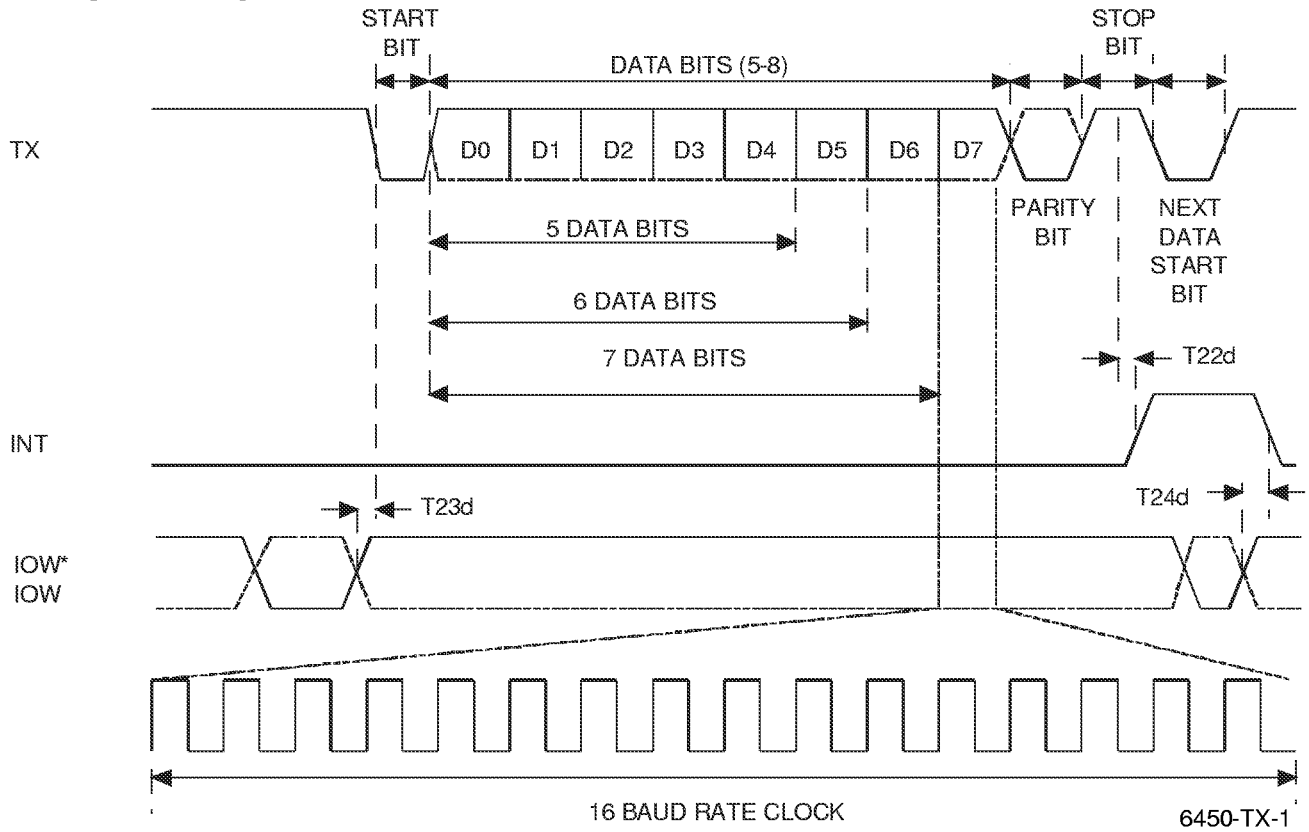 START
BIT
STOP
BIT
DATA BITS (5-8)
TX
D0 D1 D2 D3 D4 D5 D6 D7
PARITY
BIT
NEXT
DATA
START
BIT
5 DATA BITS
6 DATA BITS
7 DATA BITS
T22d
INT
T23d
T24d
IOW*
IOW
16 BAUD RATE CLOCK
6450-TX-1